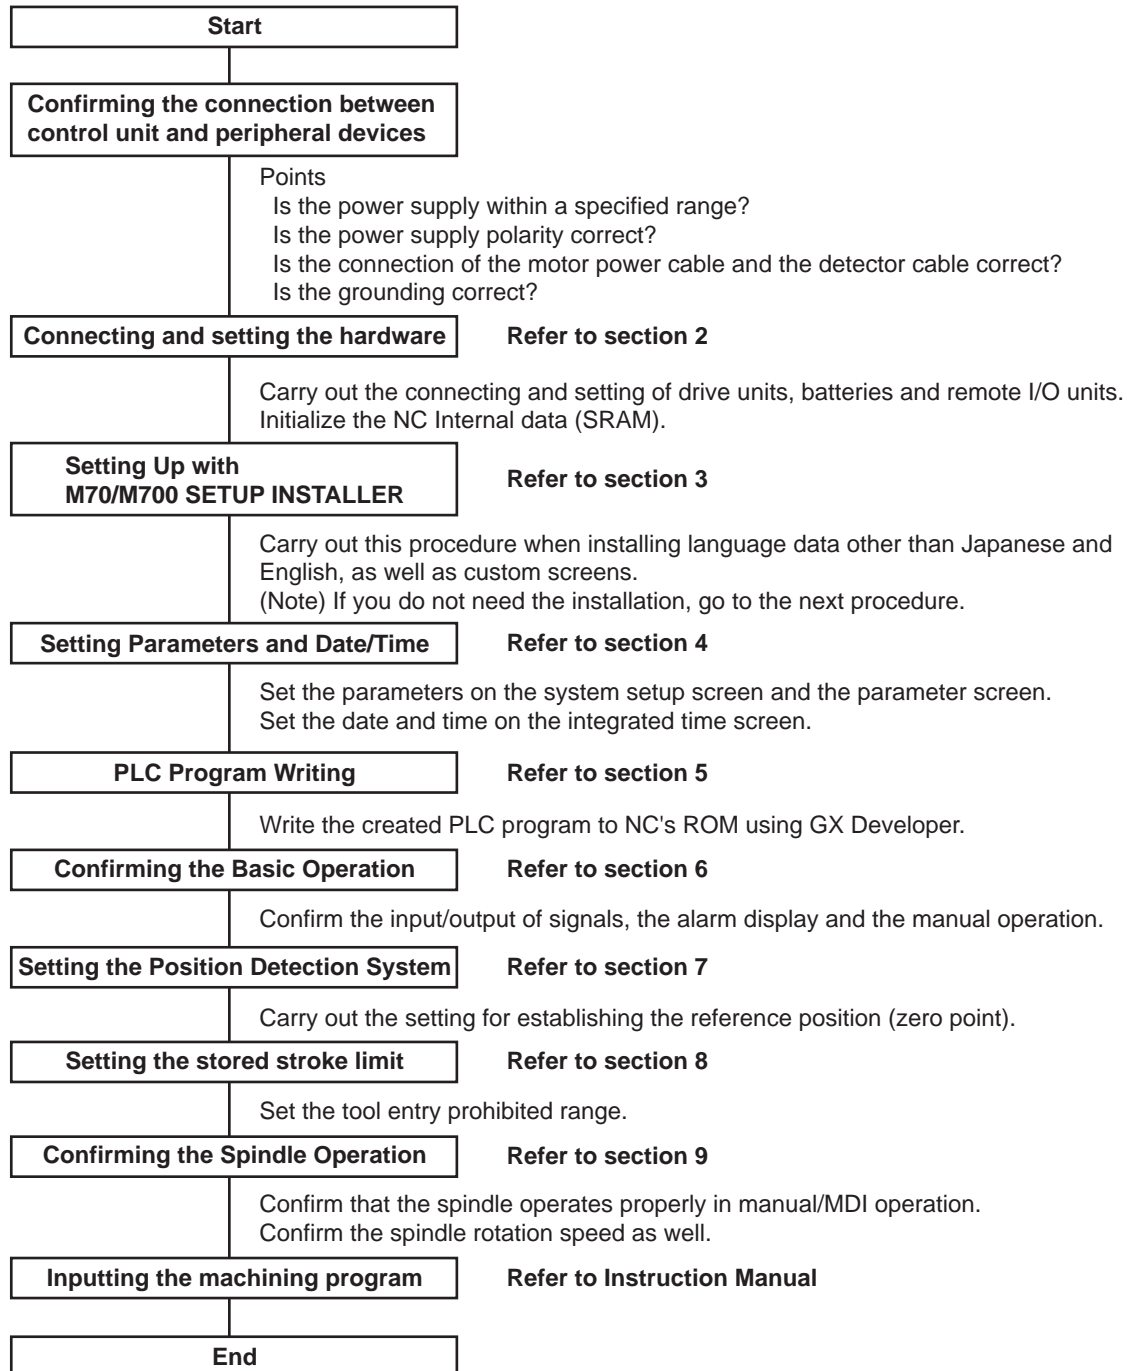 Start
Confirming the connection between
control unit and peripheral devices
Points
Is the power supply within a specified range?
Is the power supply polarity correct?
Is the connection of the motor power cable and the detector cable correct?
Is the grounding correct?
Connecting and setting the hardware Refer to section 2
Carry out the connecting and setting of drive units, batteries and remote I/O units.
Initialize the NC Internal data (SRAM).
Setting Up with
M70/M700 SETUP INSTALLER
Refer to section 3
Carry out this procedure when installing language data other than Japanese and
English, as well as custom screens.
(Note) If you do not need the installation, go to the next procedure.
Setting Parameters and Date/Time Refer to section 4
Set the parameters on the system setup screen and the parameter screen.
Set the date and time on the integrated time screen.
PLC Program Writing Refer to section 5
Write the created PLC program to NC's ROM using GX Developer.
Confirming the Basic Operation Refer to section 6
Confirm the input/output of signals, the alarm display and the manual operation.
Setting the Position Detection System Refer to section 7
Carry out the setting for establishing the reference position (zero point).
Setting the stored stroke limit Refer to section 8
Set the tool entry prohibited range.
Confirming the Spindle Operation Refer to section 9
Confirm that the spindle operates properly in manual/MDI operation.
Confirm the spindle rotation speed as well.
Inputting the machining program Refer to Instruction Manual
End